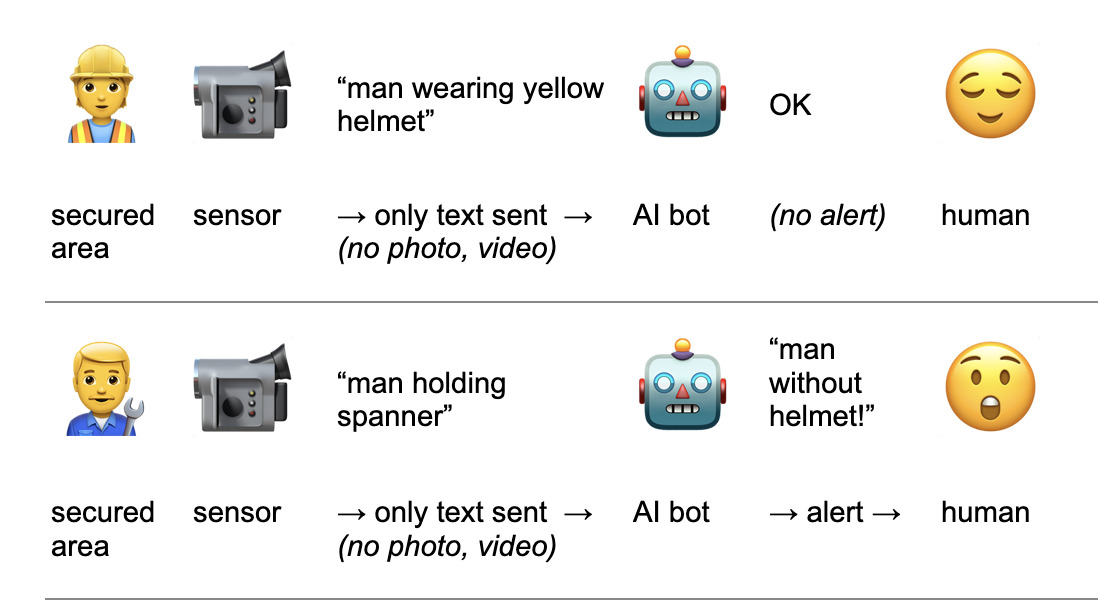 “man wearing yellow
helmet”
OK
secured
area
sensor
→ only text sent →
(no photo, video)
AI bot
(no alert)
human
“man holding
spanner”
“man
without
helmet!”
secured
area
sensor
→ only text sent →
(no photo, video)
AI bot
→ alert →
human